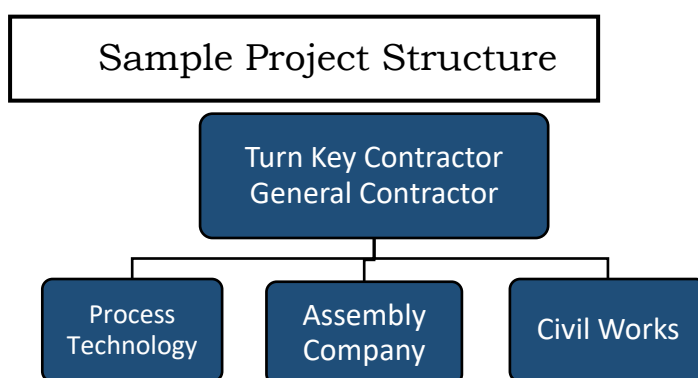 Sample Project Structure
Turn Key Contractor
General Contractor
Process
Technology
Assembly
Company
Civil Works